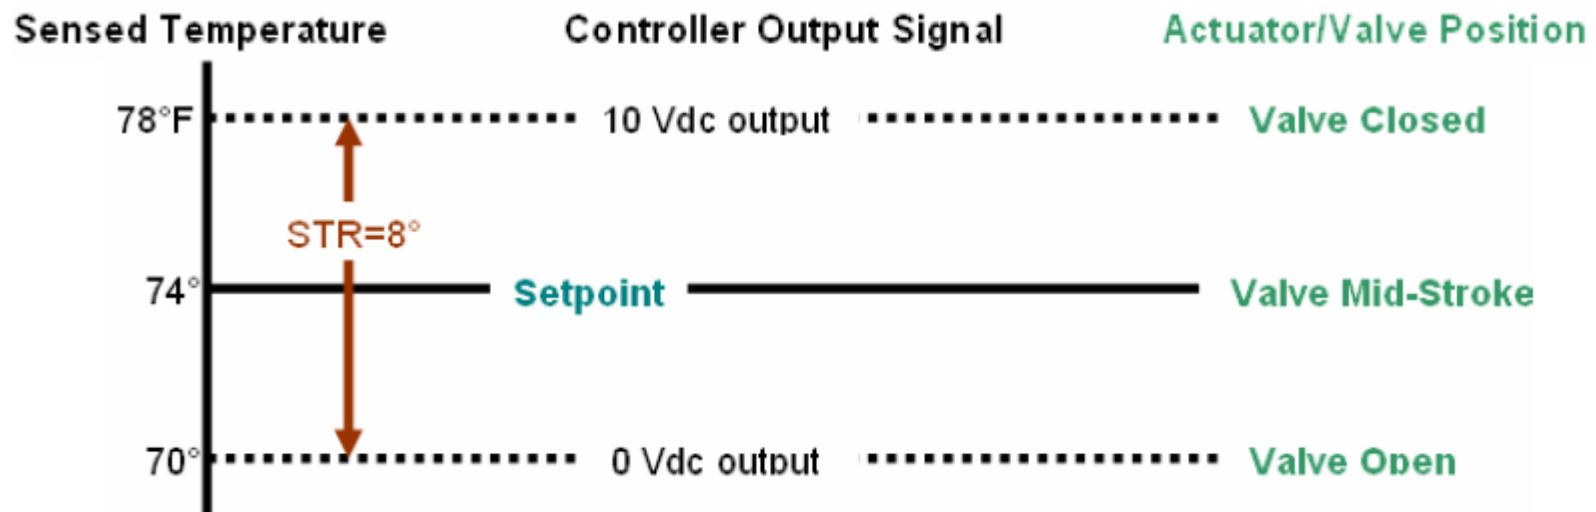 Sensed Temperature Controller Output Signal Actuator/Valve Position
78°F 10 Vdc output Valve Closed
STR=8°
74° Setpoint Valve Mid-Stroke
70° 0 Vdc output Valve Open